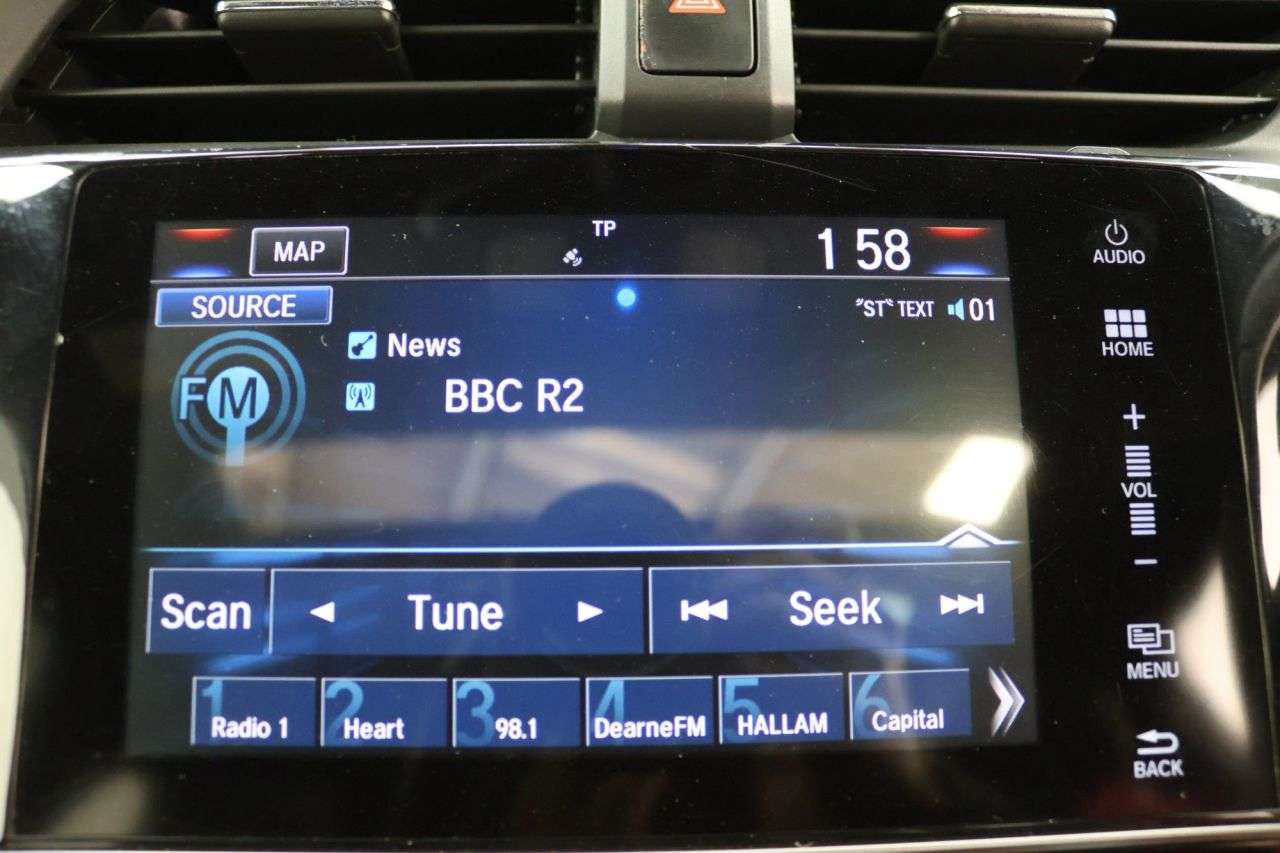 TP
MAP
1 58
AUDIO
SOURCE
"ST" TEXT 01
HOME
News
FM
BBC R2
VOL
Scan
Tune
Seek
MENU
1 Radio 1
2 Heart
3 98.1
4 DearneFM
5 HALLAM
6 Capital
BACK